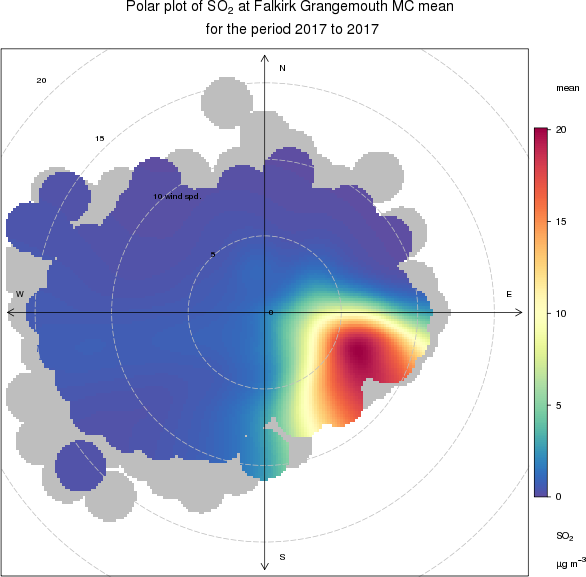 Polar plot of SO₂ at Falkirk Grangemouth MC mean
for the period 2017 to 2017
20
N
mean
15
10 wind spd.
5
W
0
E
S
20
15
10
5
0
SO₂
µg m⁻³